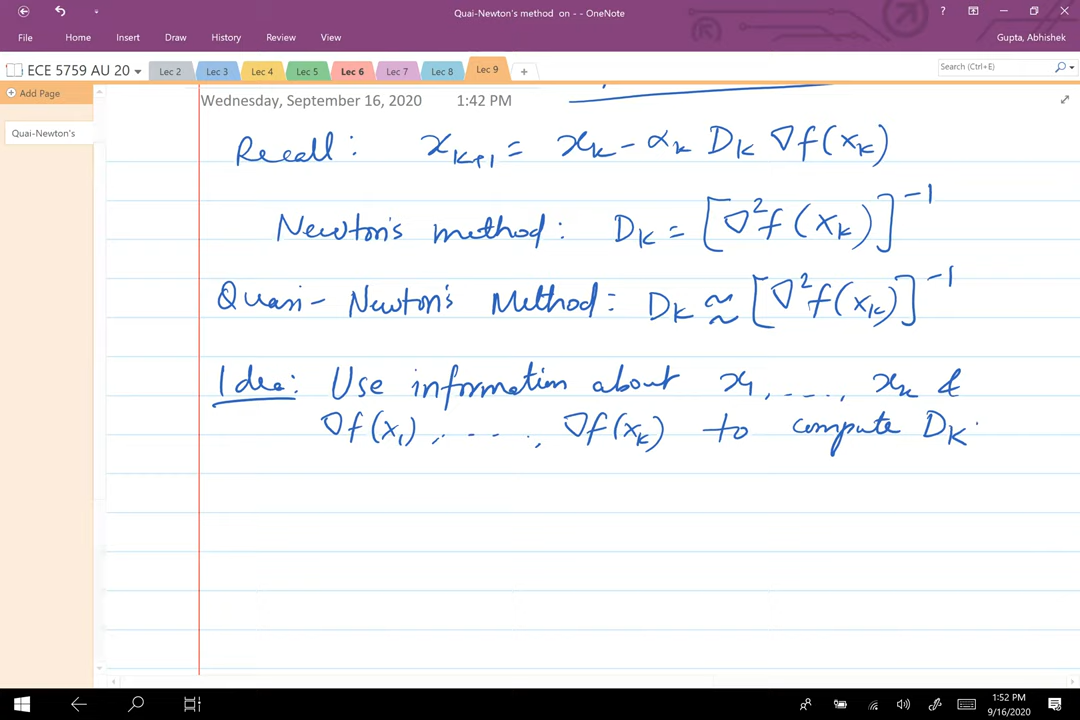 Quai-Newton's method on - - OneNote
Gupta, Abhishek
File Home Insert Draw History Review View
ECE 5759 AU 20 Lec 2 Lec 3 Lec 4 Lec 5 Lec 6 Lec 7 Lec 8 Lec 9 +
Search (Ctrl+E)
Add Page
Quai-Newton's
Wednesday, September 16, 2020 1:42 PM
Recall: x_{k+1} = x_k - α_k D_k ∇f(x_k)
Newton's method: D_k = [∇²f(x_k)]^{-1}
Quasi-Newton's Method: D_k ≈ [∇²f(x_k)]^{-1}
Idea: Use information about x_1, ..., x_k &
∇f(x_1), ..., ∇f(x_k) to compute D_k.
1:52 PM
9/16/2020